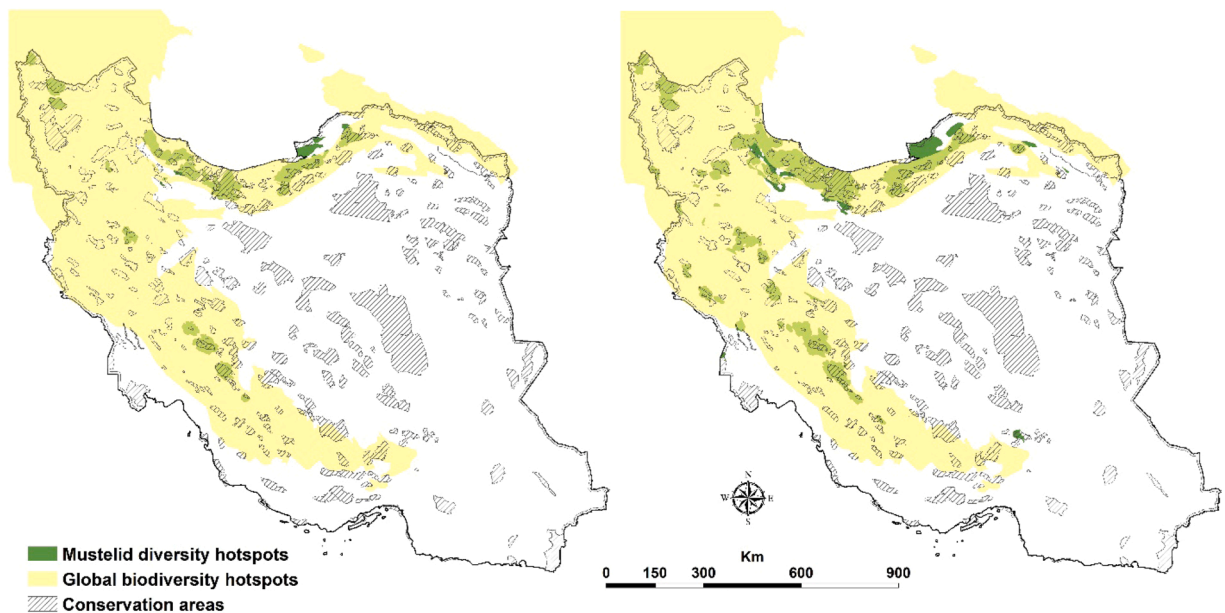 Mustelid diversity hotspots
Global biodiversity hotspots
Conservation areas
N
W E
S
Km
0 150 300 600 900